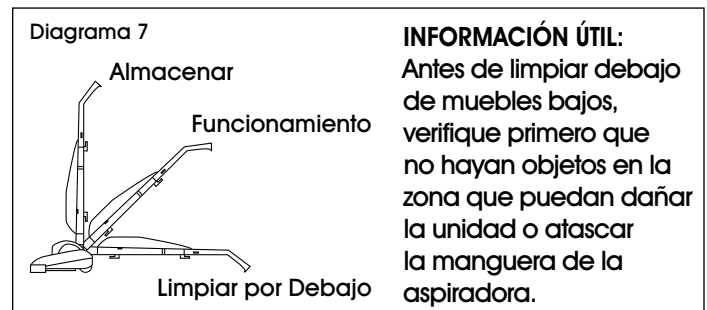 Diagrama 7
Almacenar
Funcionamiento
Limpiar por Debajo
INFORMACIÓN ÚTIL:
Antes de limpiar debajo
de muebles bajos,
verifique primero que
no hayan objetos en la
zona que puedan dañar
la unidad o atascar
la manguera de la
aspiradora.